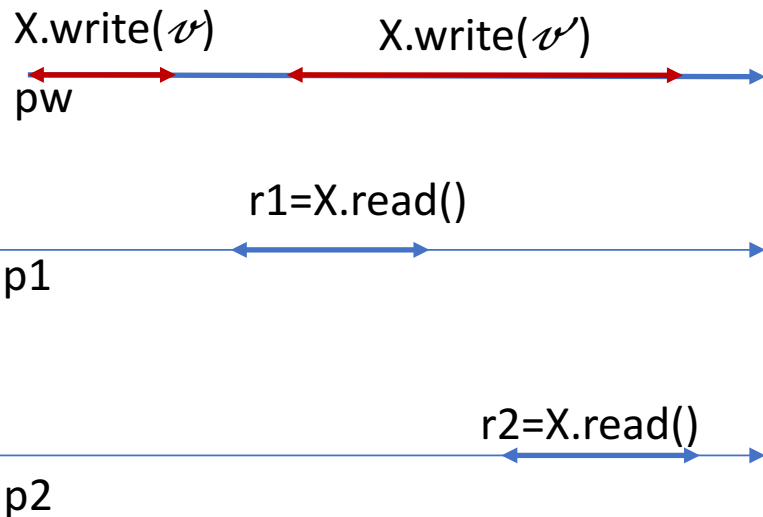 X.write(𝓋)
X.write(𝓋′)
pw
r1=X.read()
p1
r2=X.read()
p2